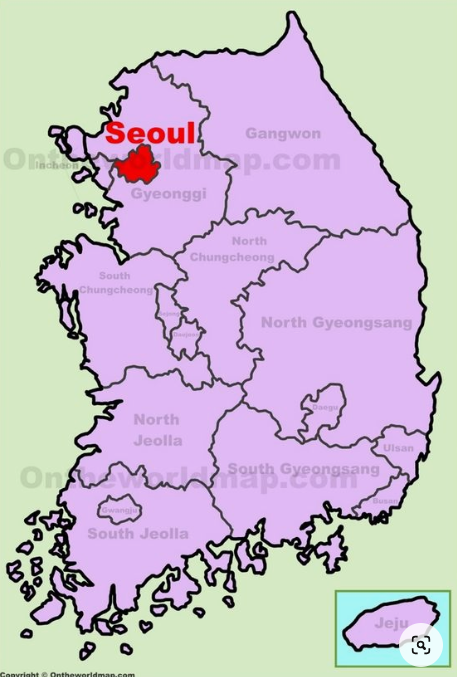 Seoul
Gangwon
Ontheworldmap.com
Incheon
Gyeonggi
North
Chungcheong
South
Chungcheong
North Gyeongsang
Daegu
North
Jeolla
Ulsan
South Gyeongsang
Ontheworldmap.com
Busan
Gwangju
South Jeolla
Jeju
Copyright © Ontheworldmap.com